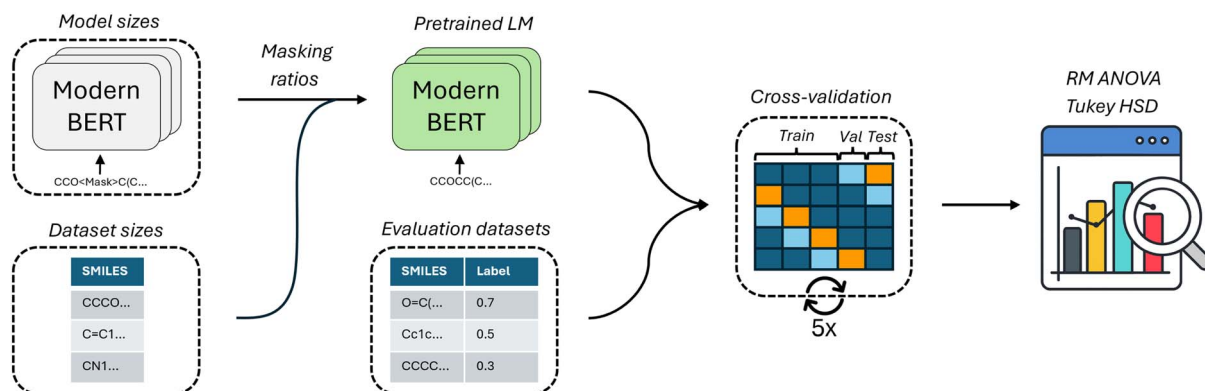 Model sizes
Modern
BERT
CCO<Mask>C(C...
Masking
ratios
Pretrained LM
Modern
BERT
CCOCC(C...
Dataset sizes
SMILES
CCCO...
C=C1...
CN1...
Evaluation datasets
SMILES Label
O=C(... 0.7
Cc1c... 0.5
CCCC... 0.3
Cross-validation
Train Val Test
5x
RM ANOVA
Tukey HSD